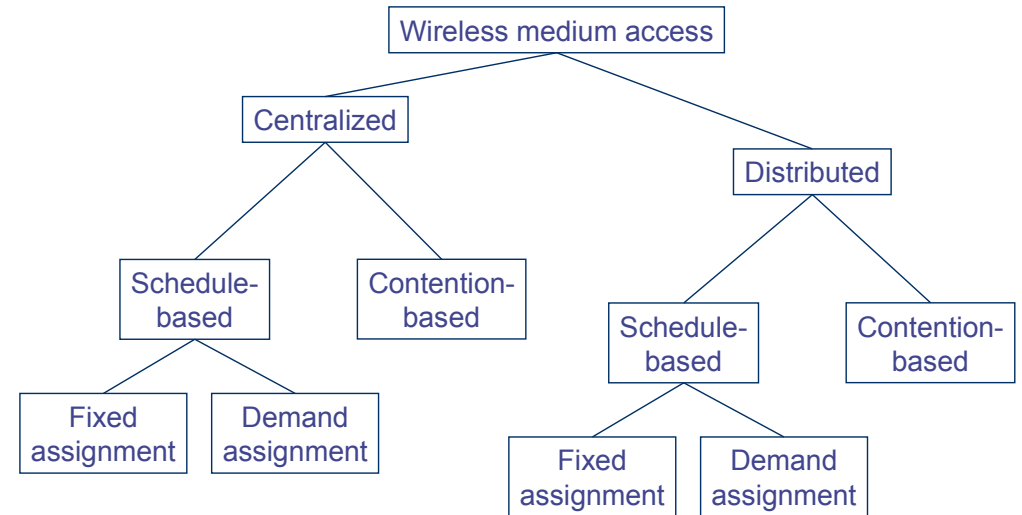 Wireless medium access
Centralized
Distributed
Schedule-
based
Contention-
based
Schedule-
based
Contention-
based
Fixed
assignment
Demand
assignment
Fixed
assignment
Demand
assignment